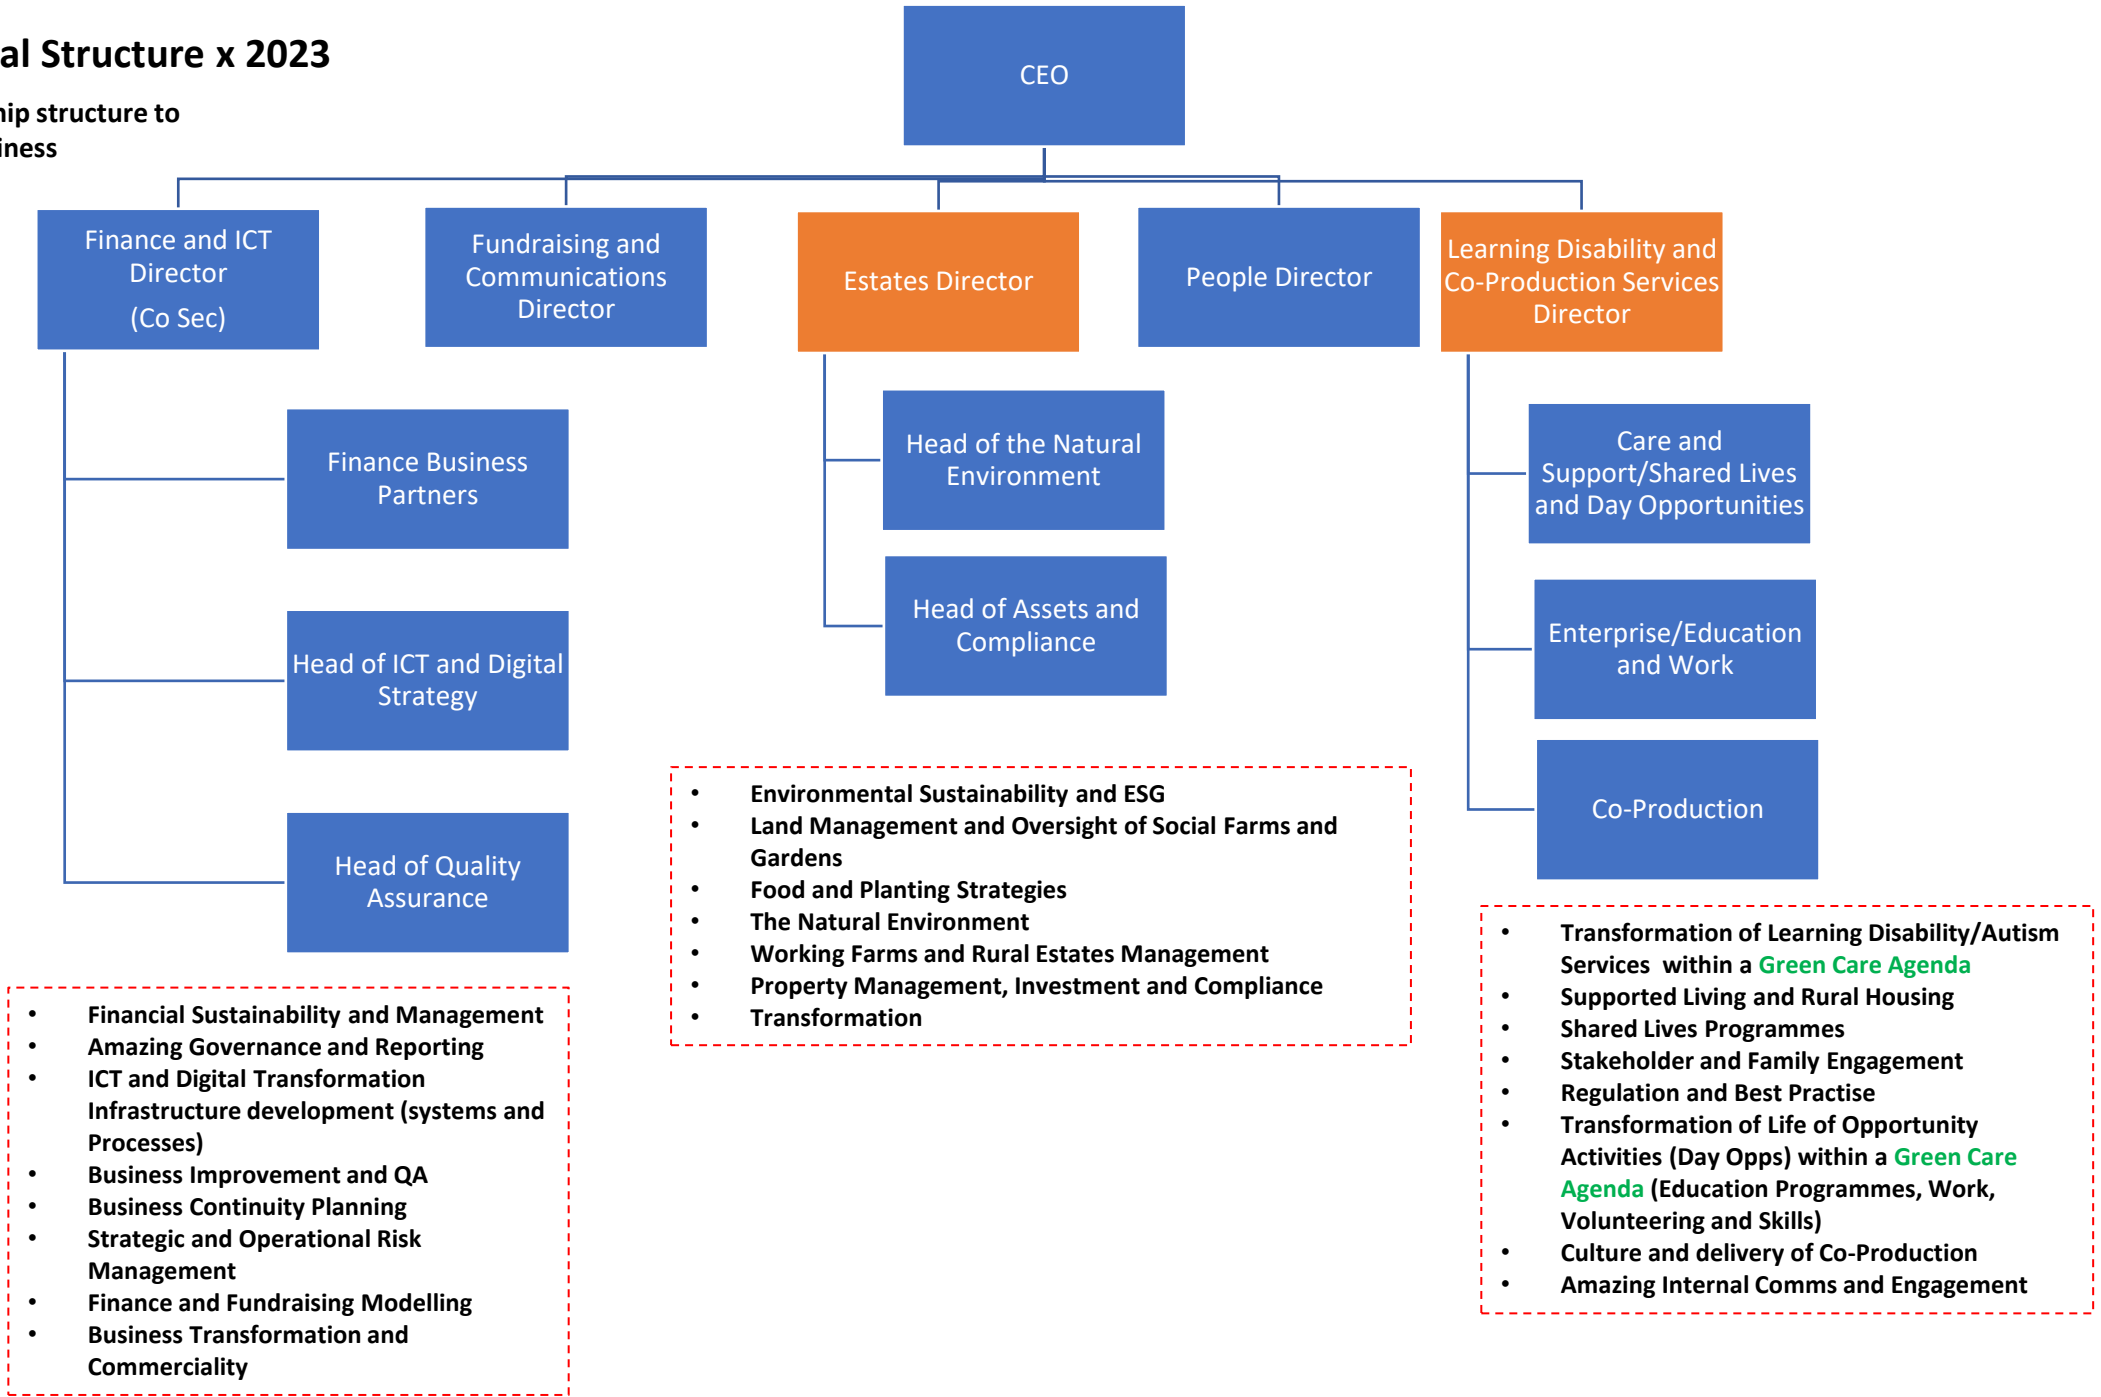 al Structure x 2023
hip structure to
iness
CEO
Finance and ICT
Director
(Co Sec)
Fundraising and
Communications
Director
Estates Director
People Director
Learning Disability and
Co-Production Services
Director
Finance Business
Partners
Head of ICT and Digital
Strategy
Head of Quality
Assurance
Head of the Natural
Environment
Head of Assets and
Compliance
Care and
Support/Shared Lives
and Day Opportunities
Enterprise/Education
and Work
Co-Production
• Financial Sustainability and Management
• Amazing Governance and Reporting
• ICT and Digital Transformation
Infrastructure development (systems and
Processes)
• Business Improvement and QA
• Business Continuity Planning
• Strategic and Operational Risk
Management
• Finance and Fundraising Modelling
• Business Transformation and
Commerciality
• Environmental Sustainability and ESG
• Land Management and Oversight of Social Farms and
Gardens
• Food and Planting Strategies
• The Natural Environment
• Working Farms and Rural Estates Management
• Property Management, Investment and Compliance
• Transformation
• Transformation of Learning Disability/Autism
Services within a Green Care Agenda
• Supported Living and Rural Housing
• Shared Lives Programmes
• Stakeholder and Family Engagement
• Regulation and Best Practise
• Transformation of Life of Opportunity
Activities (Day Opps) within a Green Care
Agenda (Education Programmes, Work,
Volunteering and Skills)
• Culture and delivery of Co-Production
• Amazing Internal Comms and Engagement